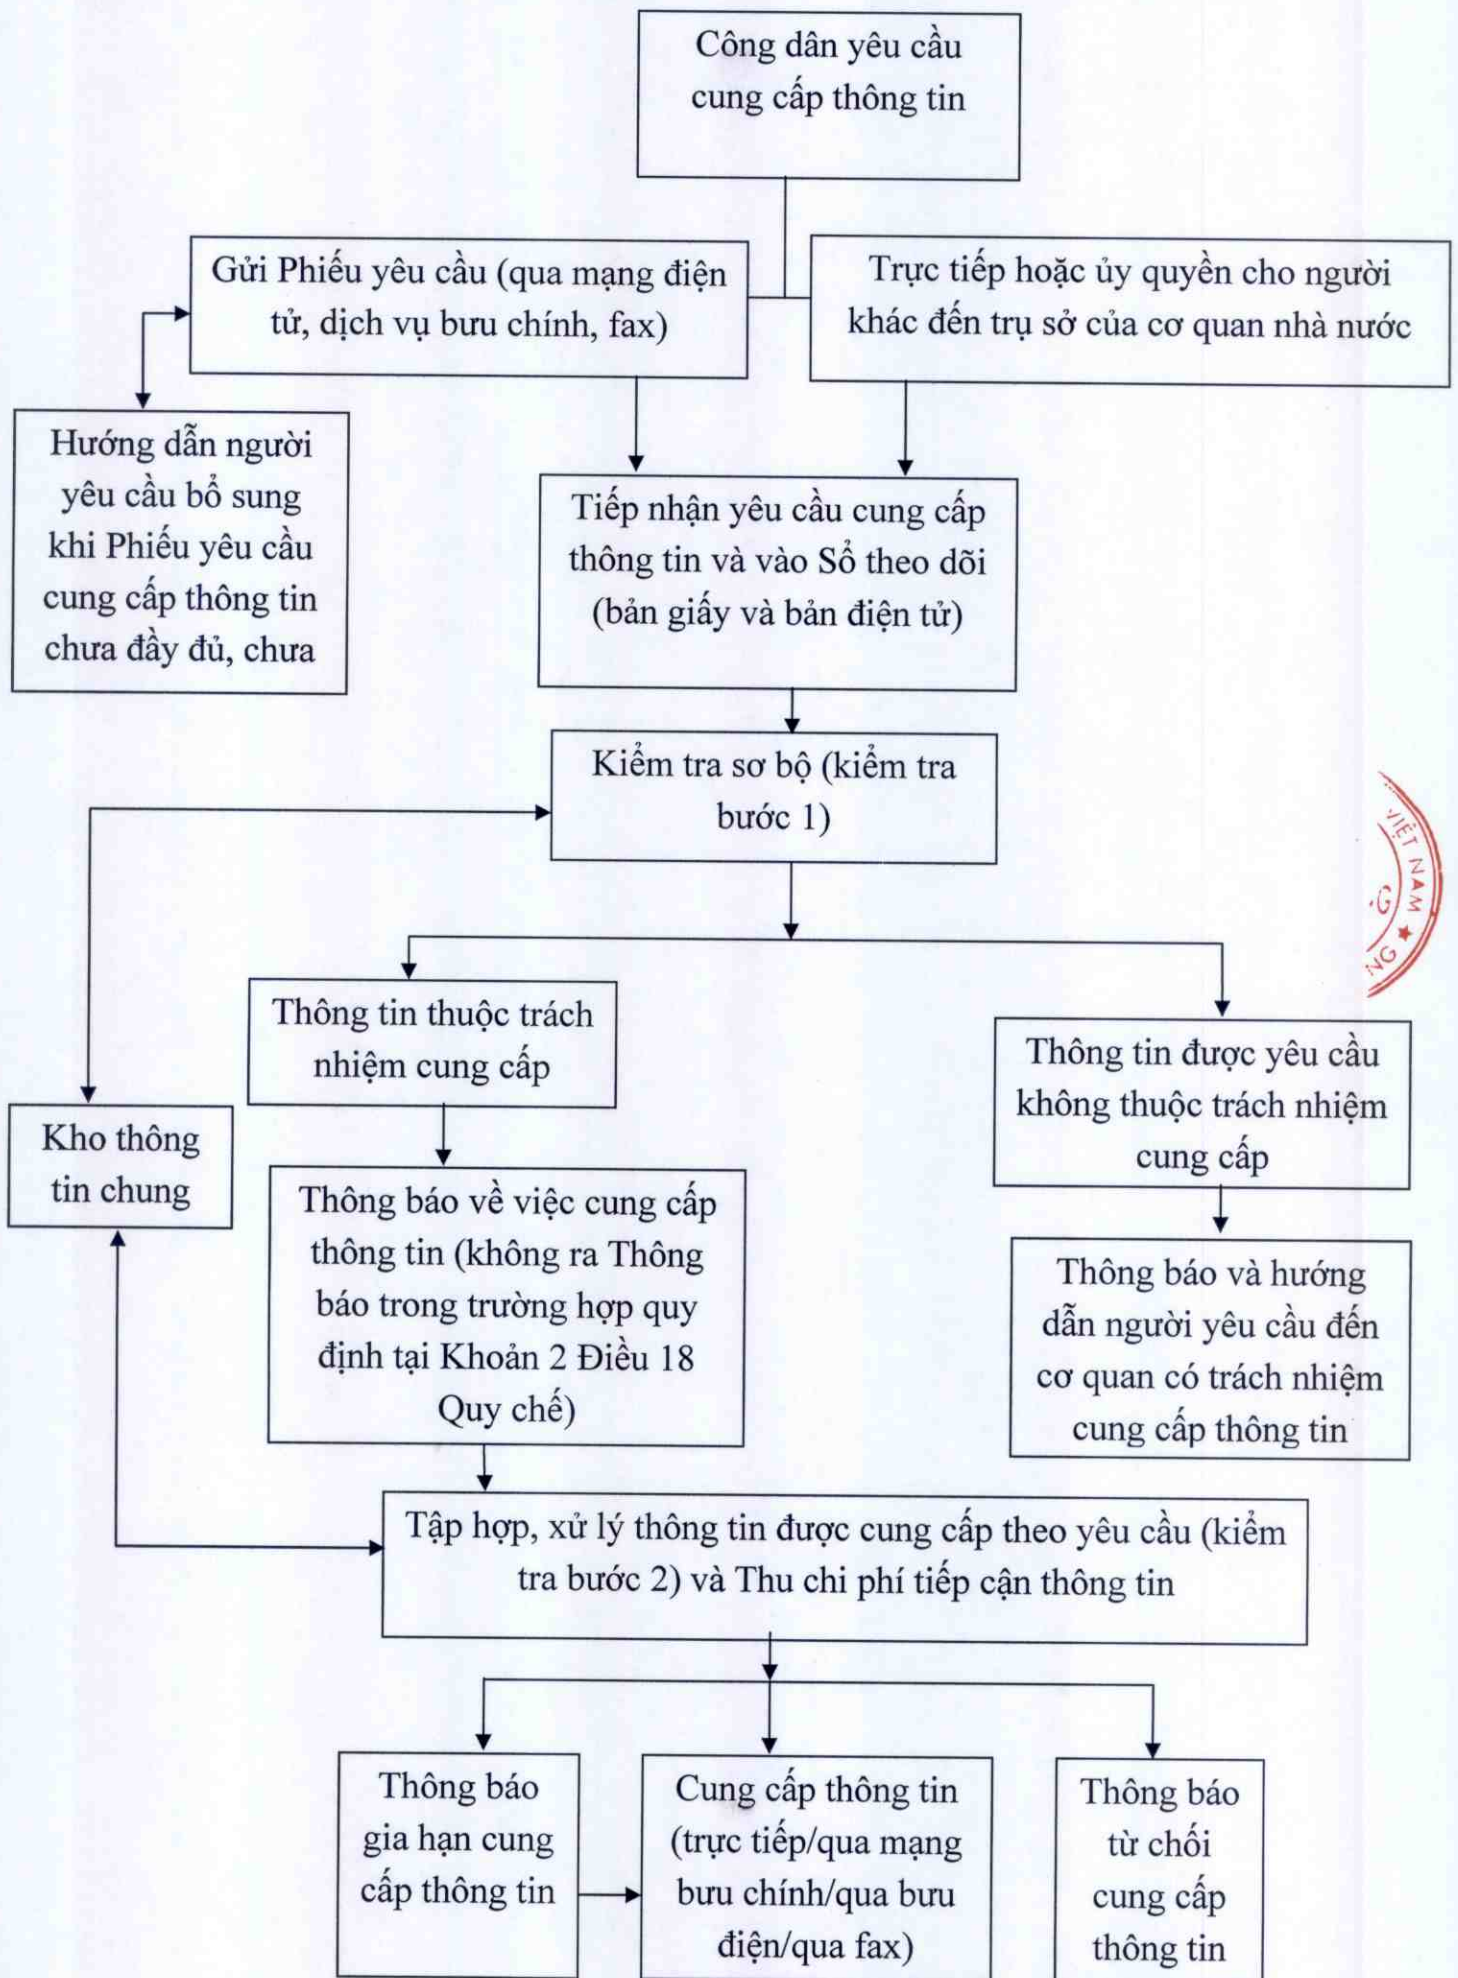 Công dân yêu cầu
cung cấp thông tin
Gửi Phiếu yêu cầu (qua mạng điện
tử, dịch vụ bưu chính, fax)
Trực tiếp hoặc ủy quyền cho người
khác đến trụ sở của cơ quan nhà nước
Hướng dẫn người
yêu cầu bổ sung
khi Phiếu yêu cầu
cung cấp thông tin
chưa đầy đủ, chưa
Tiếp nhận yêu cầu cung cấp
thông tin và vào Sổ theo dõi
(bản giấy và bản điện tử)
Kiểm tra sơ bộ (kiểm tra
bước 1)
VIỆT NAM
Thông tin thuộc trách
nhiệm cung cấp
Thông tin được yêu cầu
không thuộc trách nhiệm
cung cấp
Kho thông
tin chung
Thông báo về việc cung cấp
thông tin (không ra Thông
báo trong trường hợp quy
định tại Khoản 2 Điều 18
Quy chế)
Thông báo và hướng
dẫn người yêu cầu đến
cơ quan có trách nhiệm
cung cấp thông tin
Tập hợp, xử lý thông tin được cung cấp theo yêu cầu (kiểm
tra bước 2) và Thu chi phí tiếp cận thông tin
Thông báo
gia hạn cung
cấp thông tin
Cung cấp thông tin
(trực tiếp/qua mạng
bưu chính/qua bưu
điện/qua fax)
Thông báo
từ chối
cung cấp
thông tin